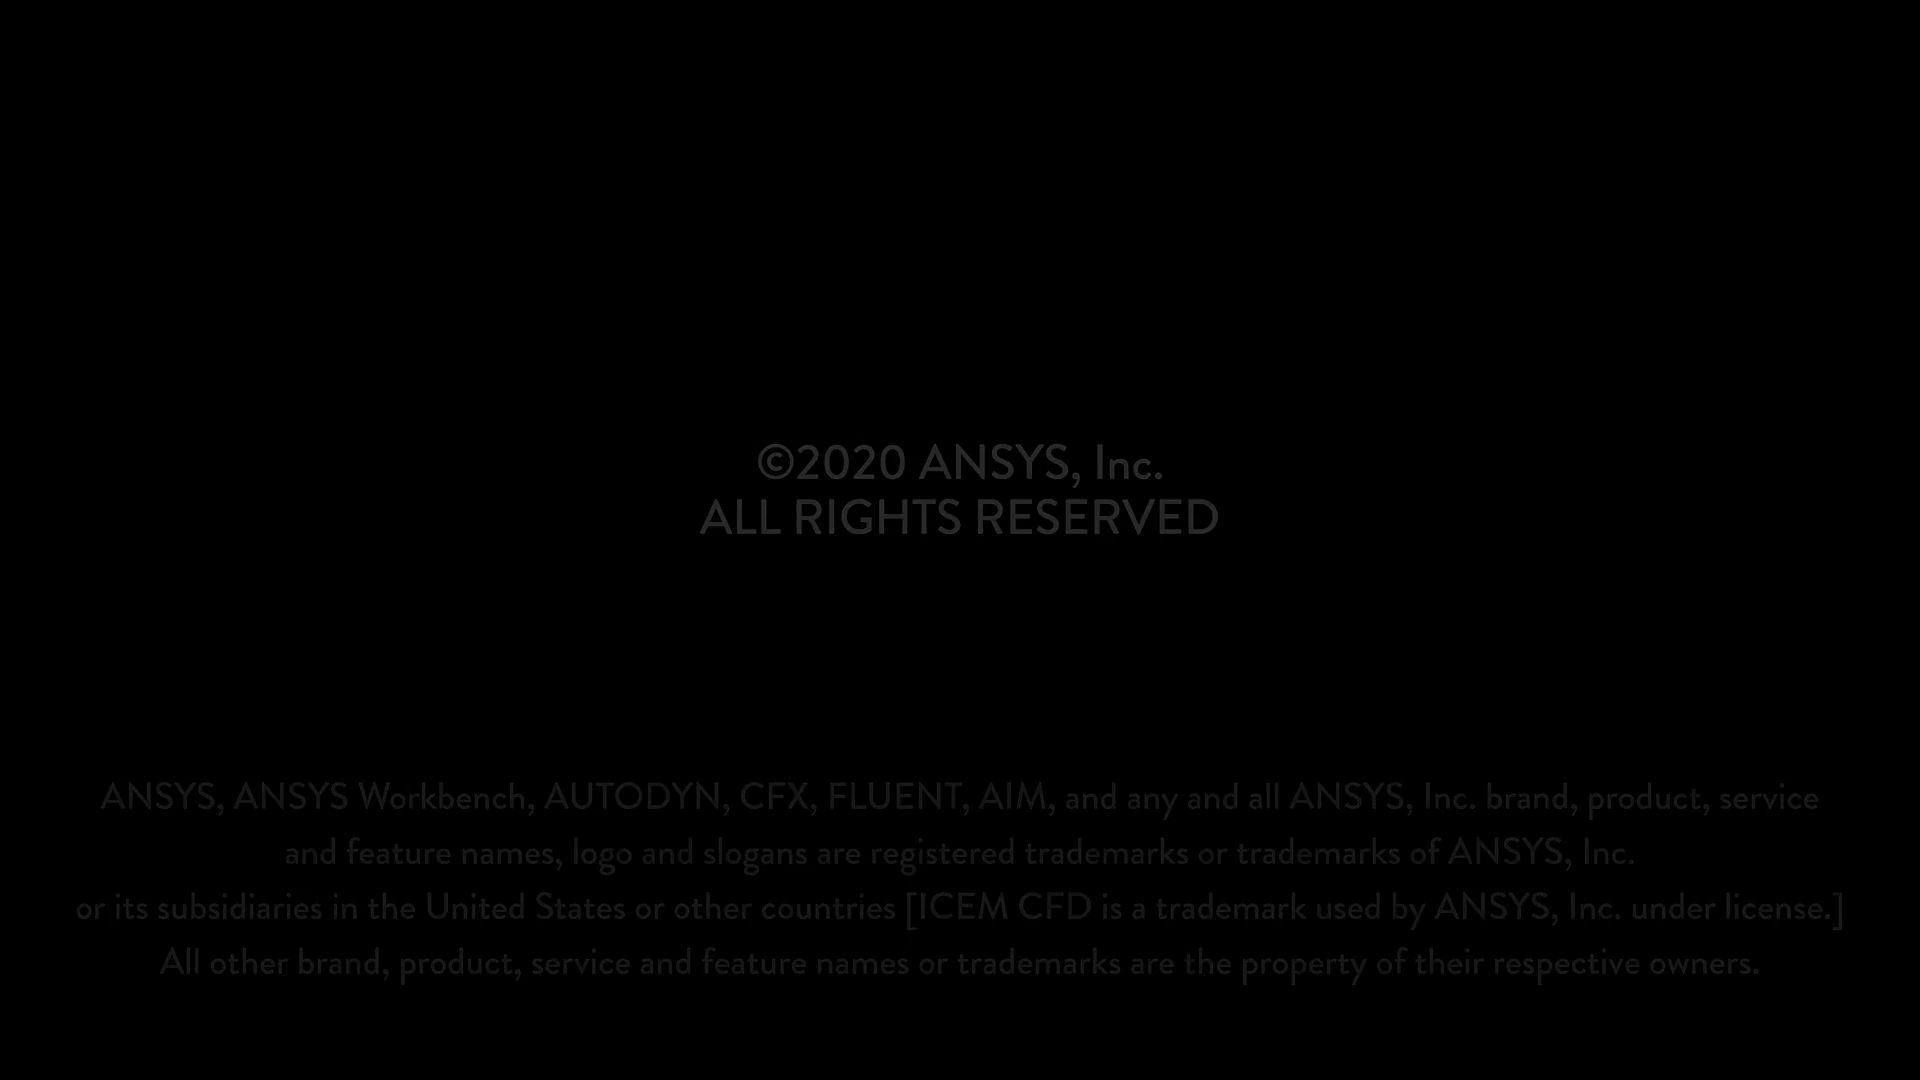 ©2020 ANSYS, Inc.
ALL RIGHTS RESERVED
ANSYS, ANSYS Workbench, AUTODYN, CFX, FLUENT, AIM, and any and all ANSYS, Inc. brand, product, service
and feature names, logo and slogans are registered trademarks or trademarks of ANSYS, Inc.
or its subsidiaries in the United States or other countries [ICEM CFD is a trademark used by ANSYS, Inc. under license.]
All other brand, product, service and feature names or trademarks are the property of their respective owners.